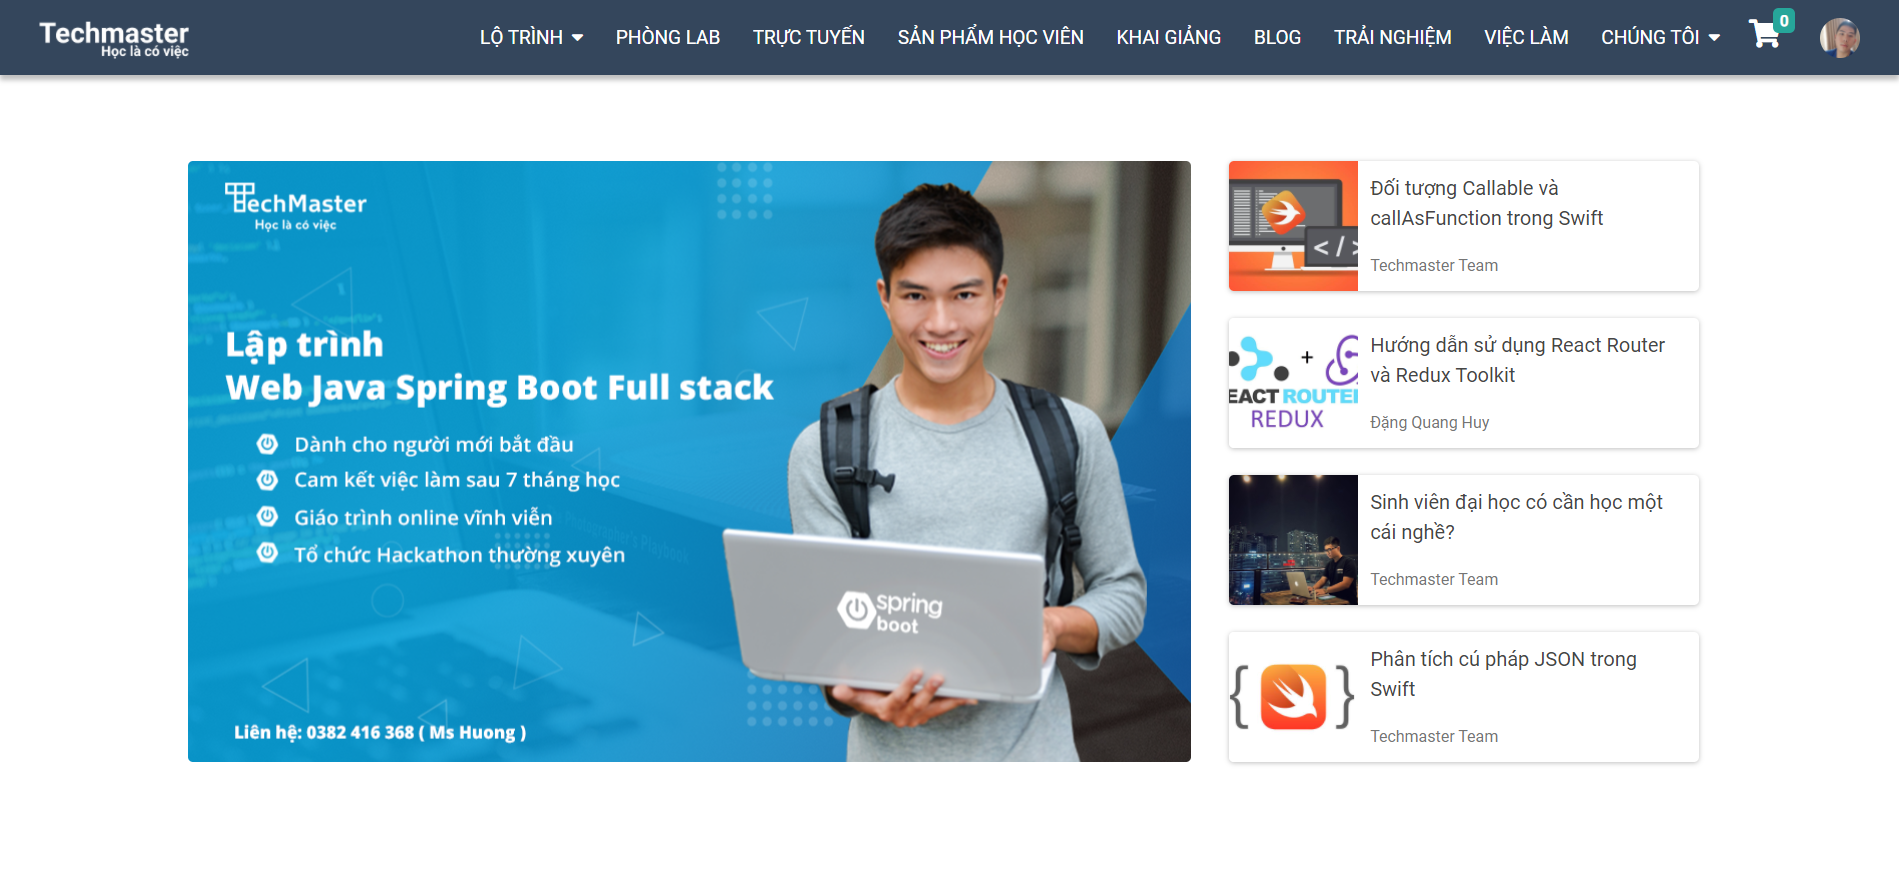 Techmaster
Học là có việc
LỘ TRÌNH
PHÒNG LAB
TRỰC TUYẾN
SẢN PHẨM HỌC VIÊN
KHAI GIẢNG
BLOG
TRẢI NGHIỆM
VIỆC LÀM
CHÚNG TÔI
0
TechMaster
Học là có việc
Lập trình
Web Java Spring Boot Full stack
Dành cho người mới bắt đầu
Cam kết việc làm sau 7 tháng học
Giáo trình online vĩnh viễn
Tổ chức Hackathon thường xuyên
spring
boot
Liên hệ: 0382 416 368 ( Ms Huong )
</>
Đối tượng Callable và
callAsFunction trong Swift
Techmaster Team
+
EACT ROUTE
REDUX
Hướng dẫn sử dụng React Router
và Redux Toolkit
Đặng Quang Huy
Sinh viên đại học có cần học một
cái nghề?
Techmaster Team
{ }
Phân tích cú pháp JSON trong
Swift
Techmaster Team